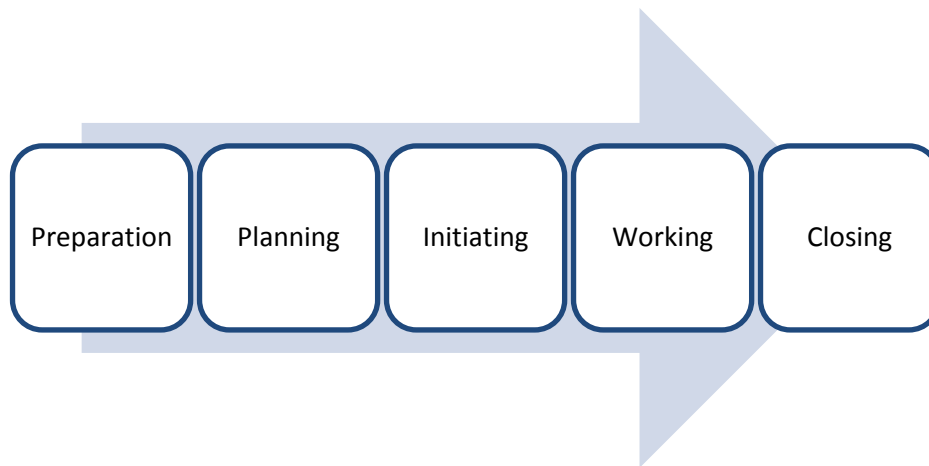 Preparation
Planning
Initiating
Working
Closing